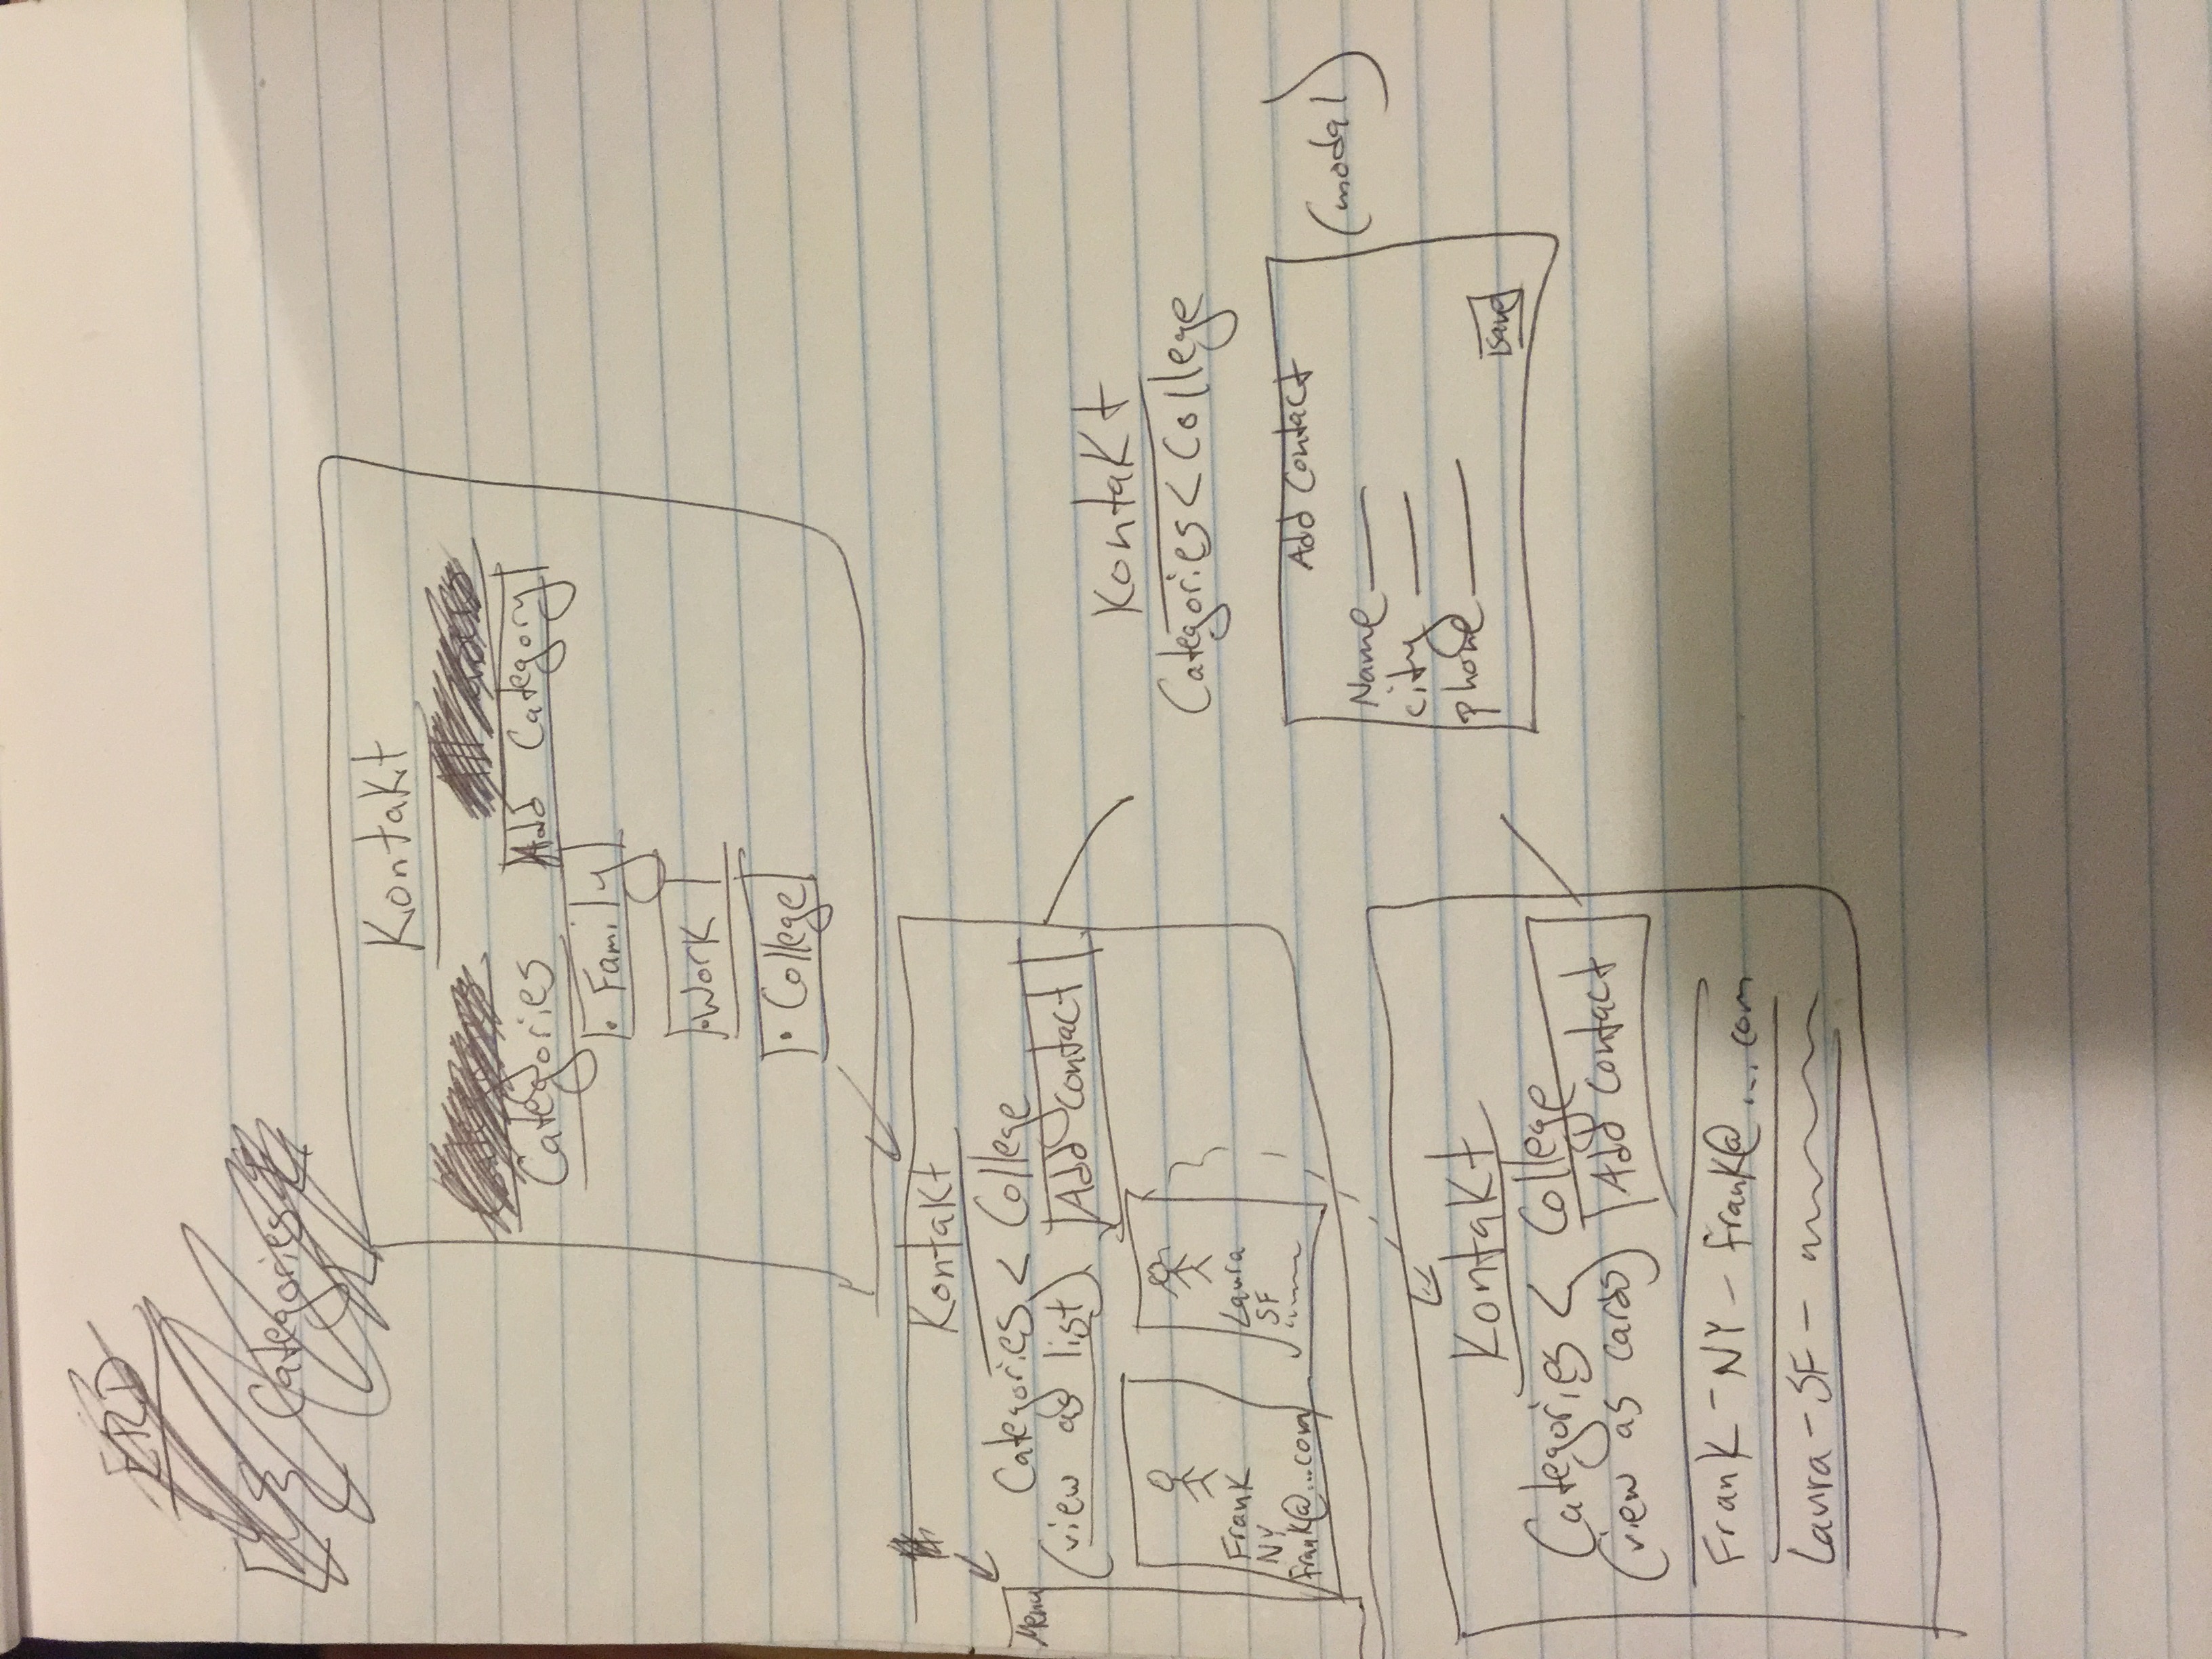 ERD
Categories
Kontakt
Categories
Add Category
• Family
• Work
• College
Kontakt
Categories < College
Menu
(view as list)
Add Contact
Frank
NY
frank@...com
Laura
SF
Kontakt
Categories < College
Add Contact
Name
city
phone
save
(modal)
Kontakt
Categories < College
(view as cards)
Add Contact
Frank - NY - frank@...com
Laura - SF -